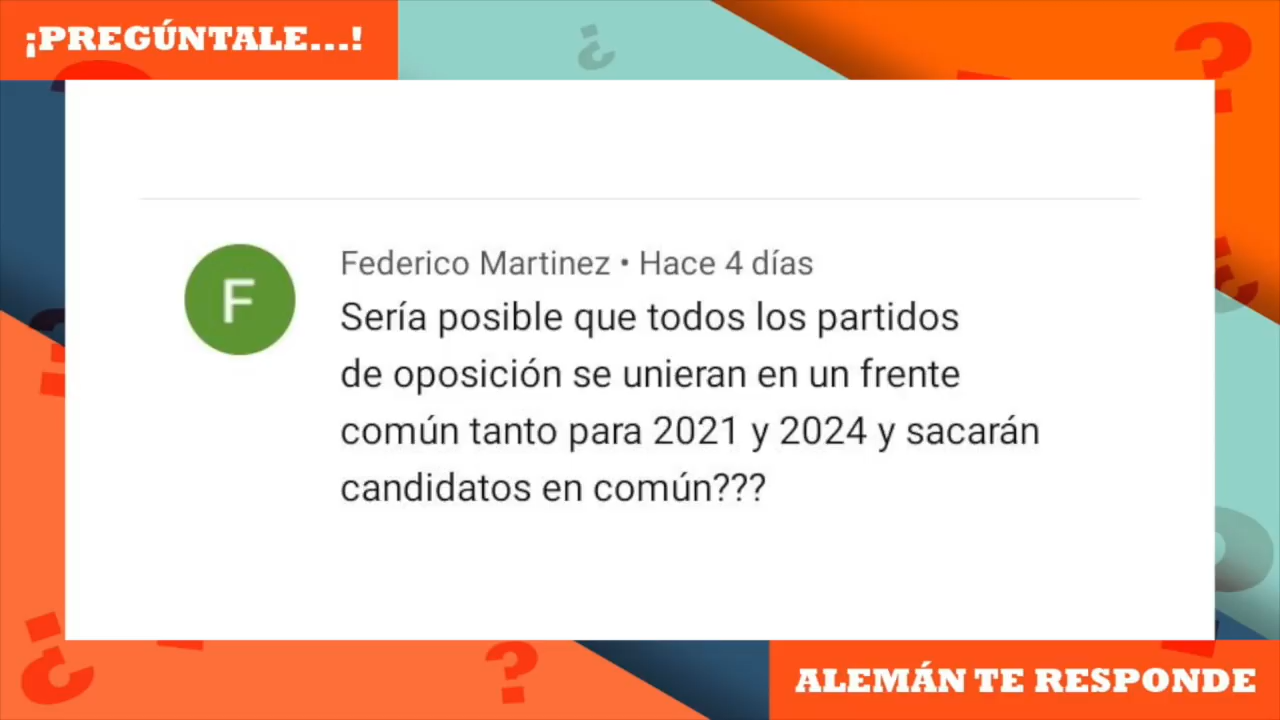 ¡PREGÚNTALE...!
Federico Martinez • Hace 4 días
F
Sería posible que todos los partidos
de oposición se unieran en un frente
común tanto para 2021 y 2024 y sacarán
candidatos en común???
ALEMÁN TE RESPONDE